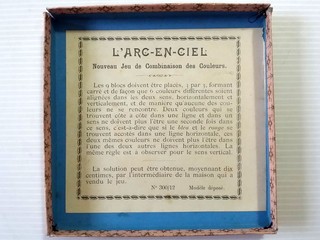 L'ARC-EN-CIEL
Nouveau Jeu de Combinaison des Couleurs.
Les 9 blocs doivent être placés, 3 par 3, formant
carré et de façon que 6 couleurs différentes soient
alignées dans les deux sens, horizontalement et
verticalement, et de manière qu'aucune des cou-
leurs ne se rencontre. Deux couleurs qui se
trouvent côte à côte dans une ligne et dans un
sens ne doivent plus l'être une seconde fois dans
ce sens, c'est-à-dire que si le bleu et le rouge se
trouvent accolés dans une ligne horizontale, ces
deux mêmes couleurs ne doivent plus l'être dans
l'une des deux autres lignes horizontales. La
même règle est à observer pour le sens vertical.
La solution peut être obtenue, moyennant dix
centimes, par l'intermédiaire de la maison qui a
vendu le jeu.
N° 300/12 Modèle déposé.